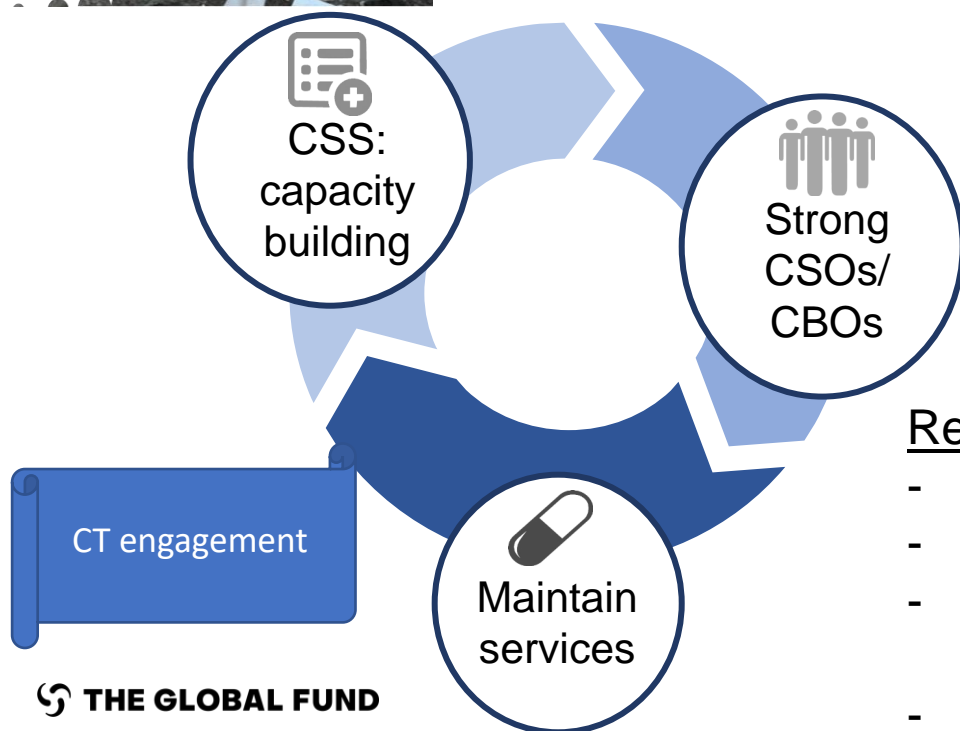 CSS:
capacity
building
Strong
CSOs/
CBOs
Re
-
-
-
-
CT engagement
Maintain
services
THE GLOBAL FUND